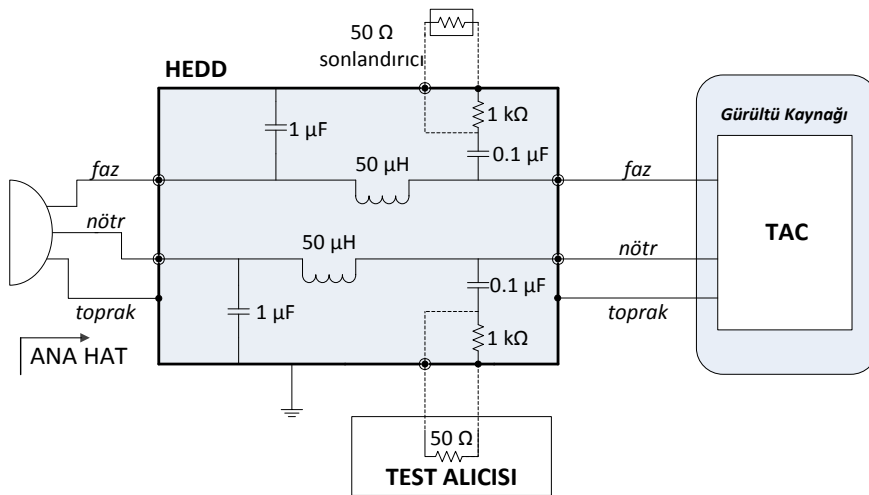 50 Ω
sonlandırıcı
HEDD
Gürültü Kaynağı
1 kΩ
1 µF
0.1 µF
50 µH
faz
faz
TAC
nötr
50 µH
nötr
0.1 µF
toprak
1 µF
toprak
1 kΩ
ANA HAT
50 Ω
TEST ALICISI